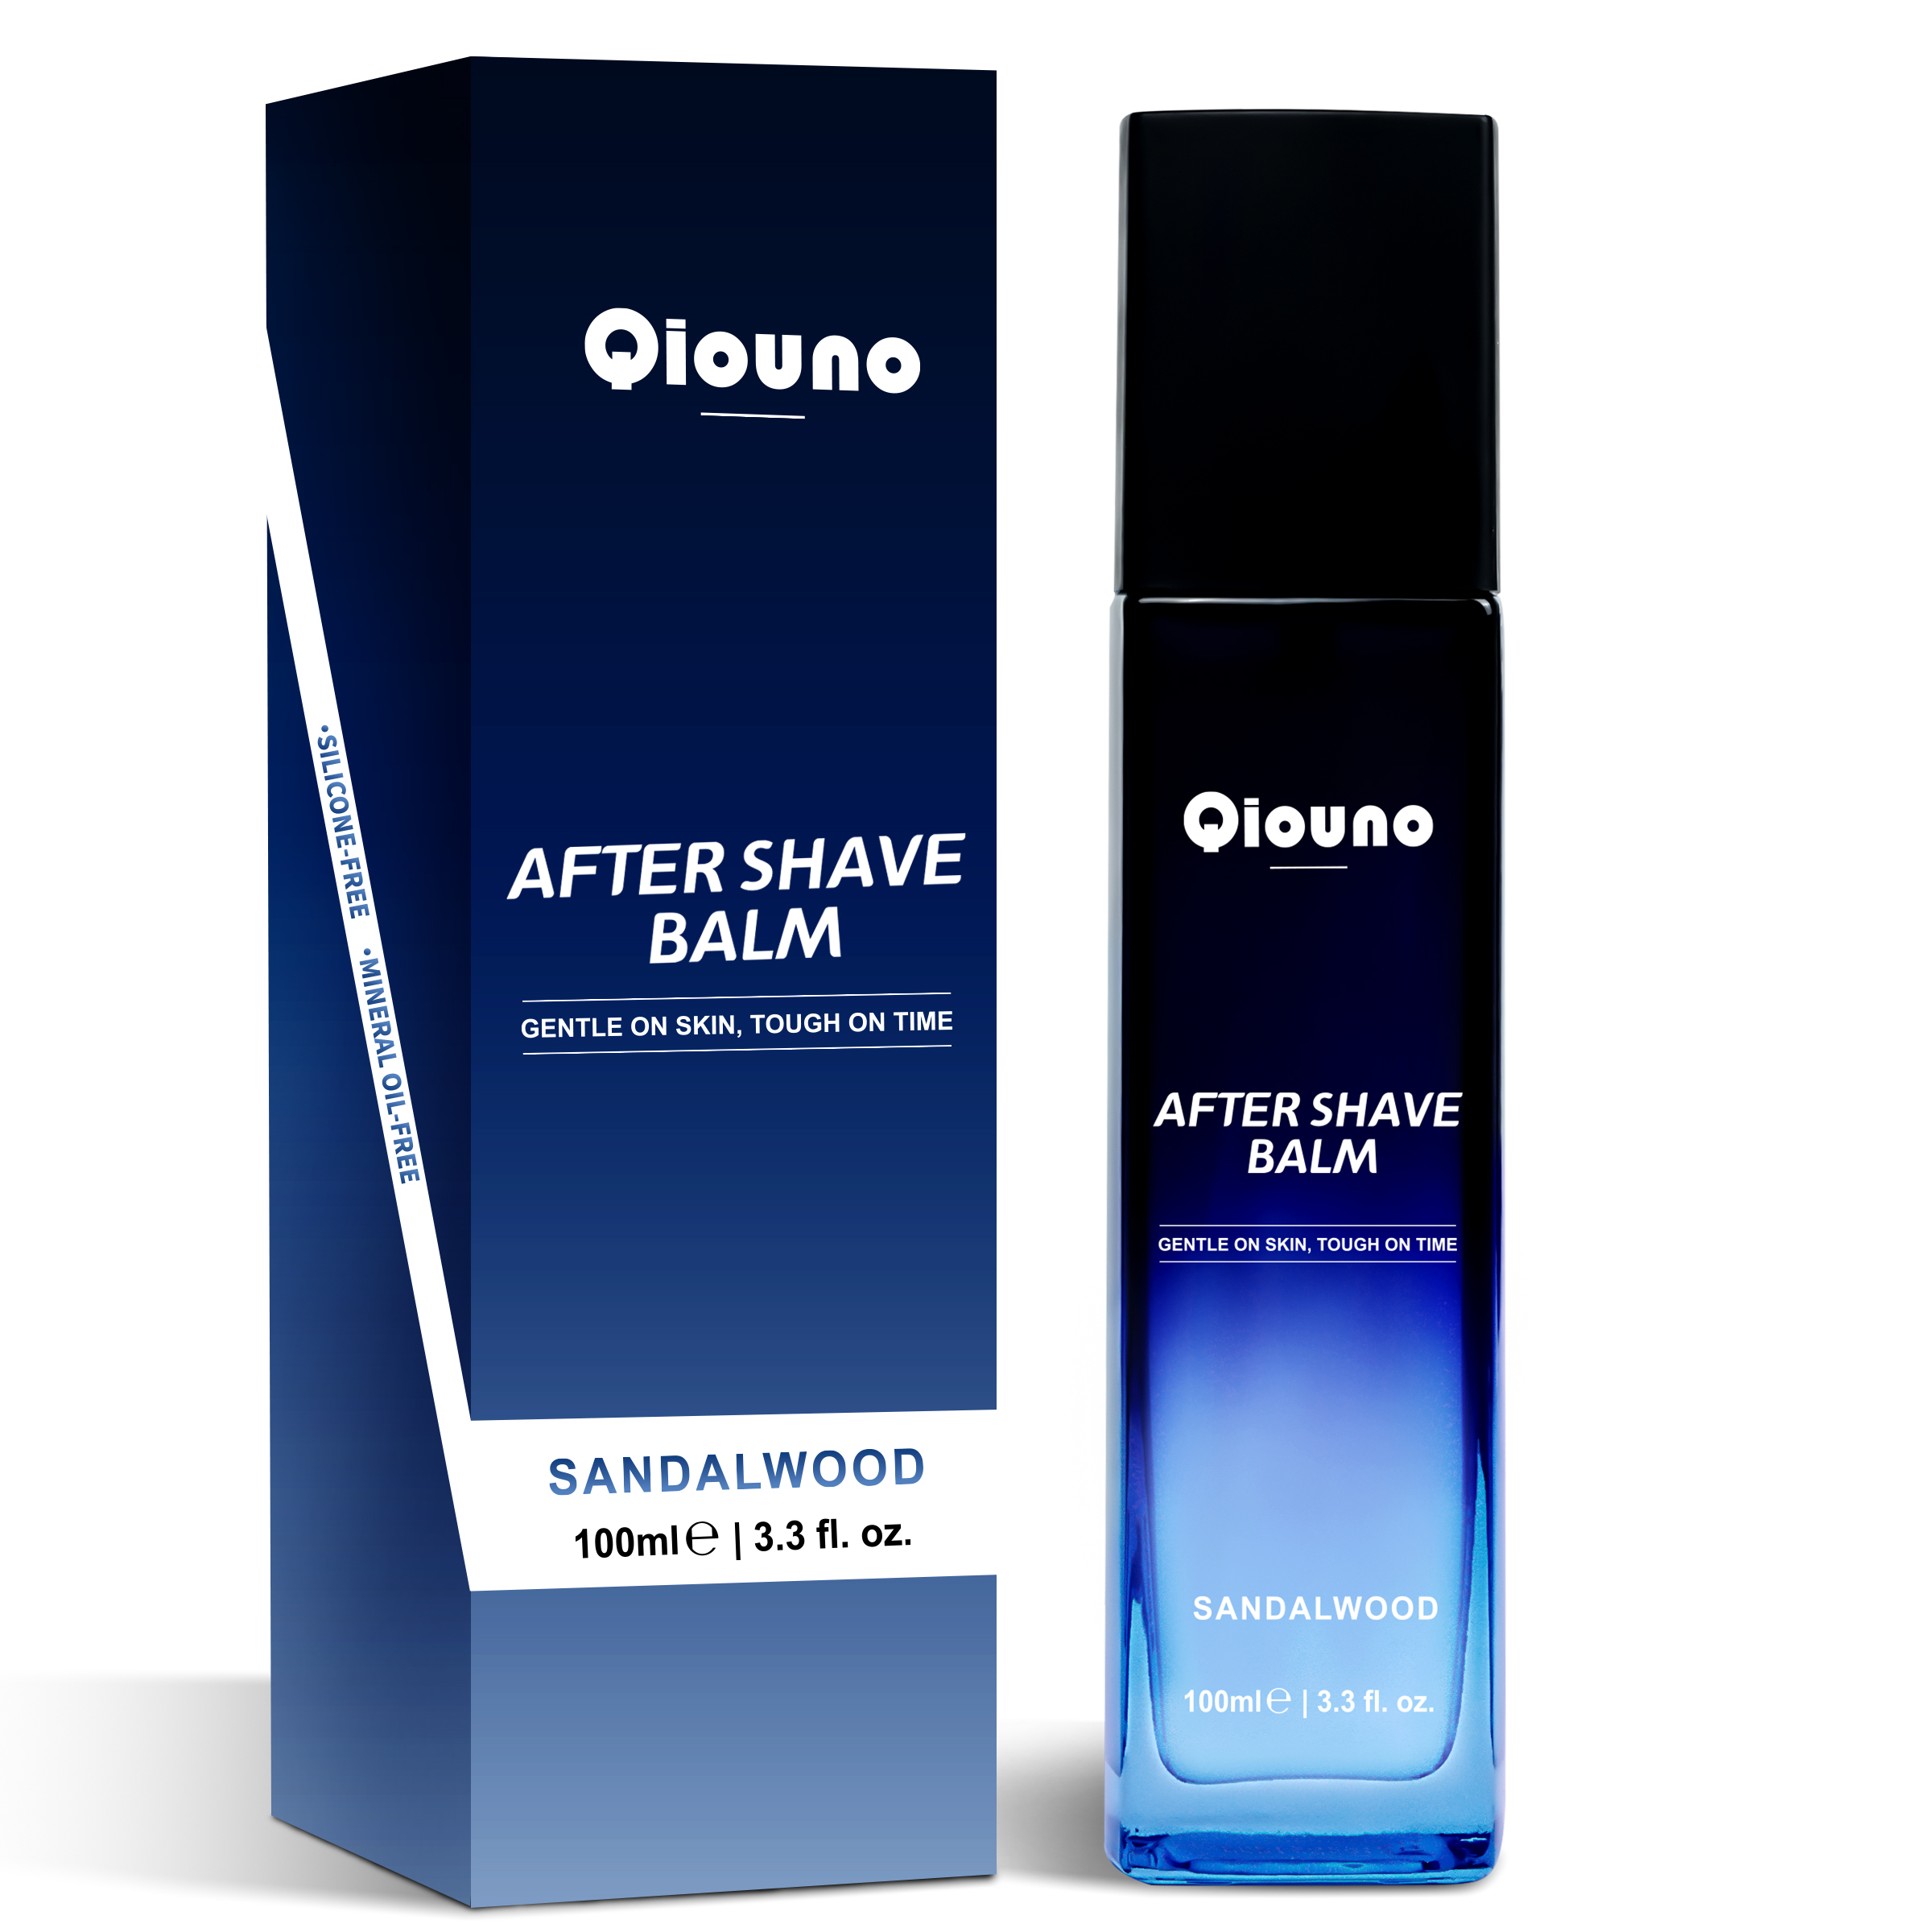 Qiouno
AFTER SHAVE
BALM
GENTLE ON SKIN, TOUGH ON TIME
•SILICONE-FREE •MINERAL OIL-FREE
SANDALWOOD
100ml℮ | 3.3 fl. oz.
Qiouno
AFTER SHAVE
BALM
GENTLE ON SKIN, TOUGH ON TIME
SANDALWOOD
100ml℮ | 3.3 fl. oz.